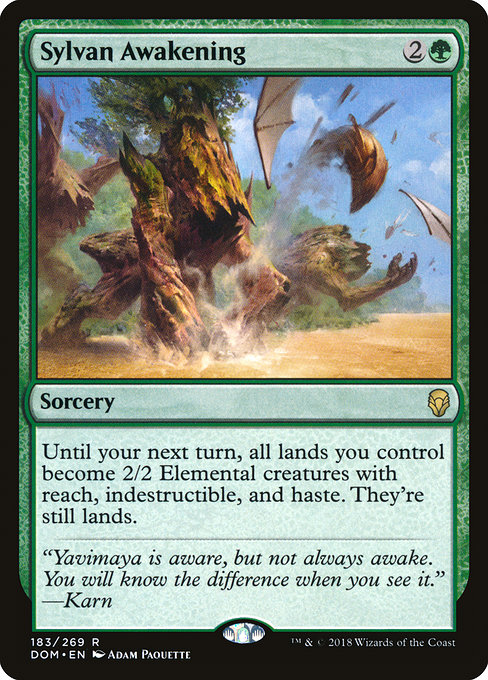 Sylvan Awakening 2
Sorcery
Until your next turn, all lands you control
become 2/2 Elemental creatures with
reach, indestructible, and haste. They're
still lands.
“Yavimaya is aware, but not always awake.
You will know the difference when you see it.”
—Karn
183/269 R
DOM • EN Adam Paquette
™ & © 2018 Wizards of the Coast